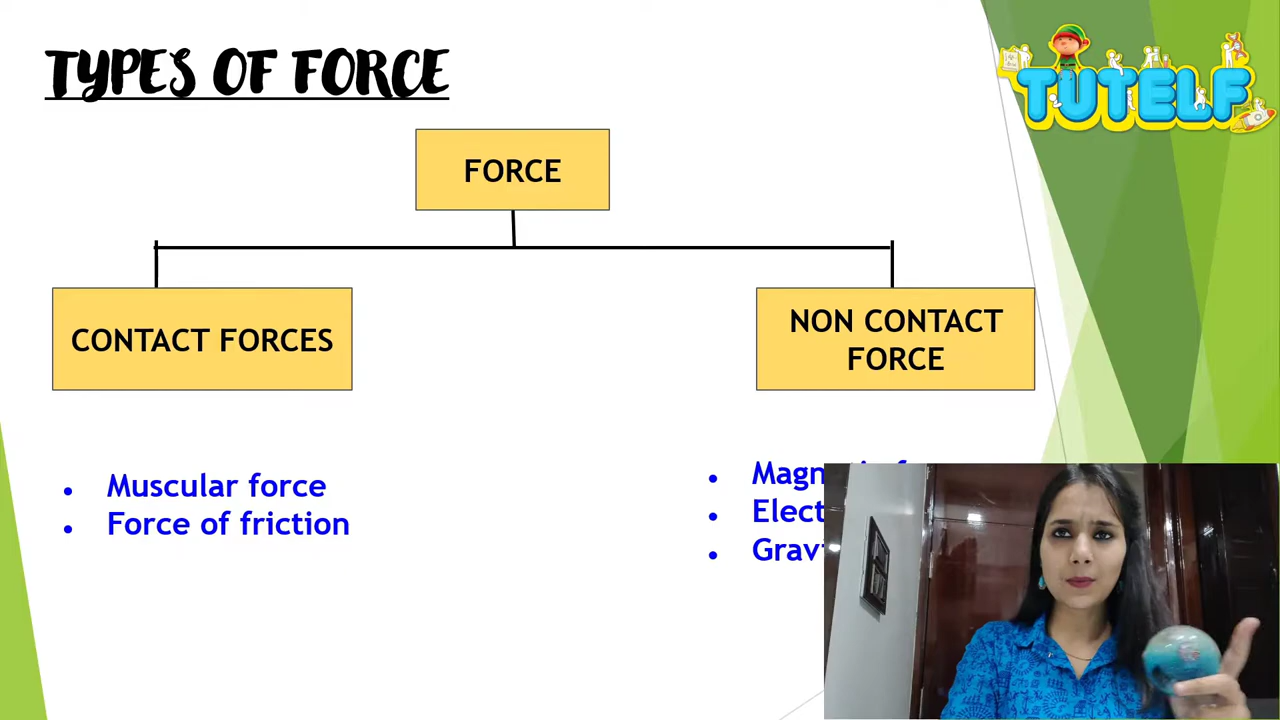 TYPES OF FORCE
TUTELF
FORCE
CONTACT FORCES
NON CONTACT
FORCE
• Muscular force
• Force of friction
•
•
•